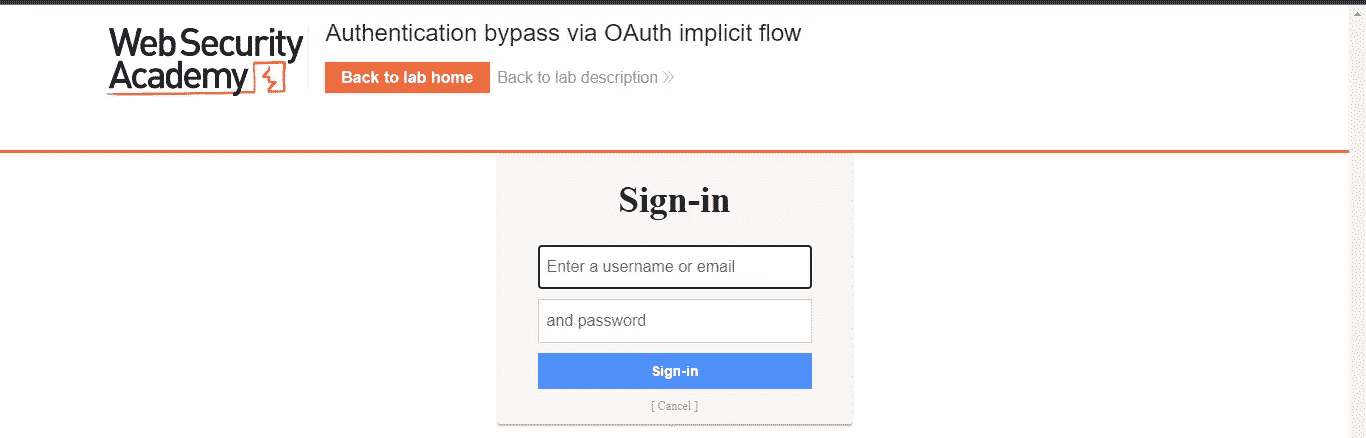 Web Security
Academy
Authentication bypass via OAuth implicit flow
Back to lab home
Back to lab description
Sign-in
Enter a username or email
and password
Sign-in
[ Cancel ]